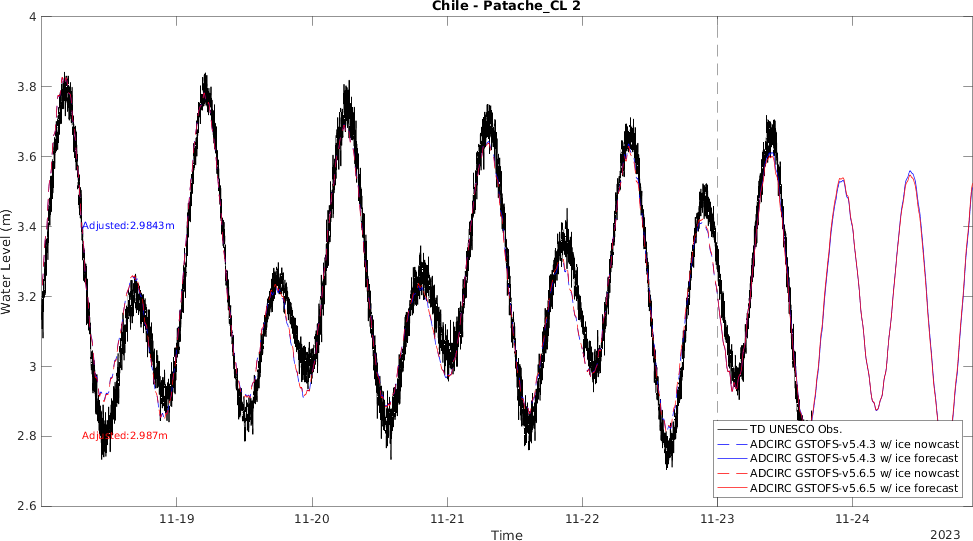 Chile - Patache_CL 2
4
3.8
3.6
3.4
3.2
3
2.8
2.6
Water Level (m)
Adjusted:2.9843m
Adjusted:2.987m
TD UNESCO Obs.
ADCIRC GSTOFS-v5.4.3 w/ ice nowcast
ADCIRC GSTOFS-v5.4.3 w/ ice forecast
ADCIRC GSTOFS-v5.6.5 w/ ice nowcast
ADCIRC GSTOFS-v5.6.5 w/ ice forecast
11-19 11-20 11-21 11-22 11-23 11-24
Time
2023